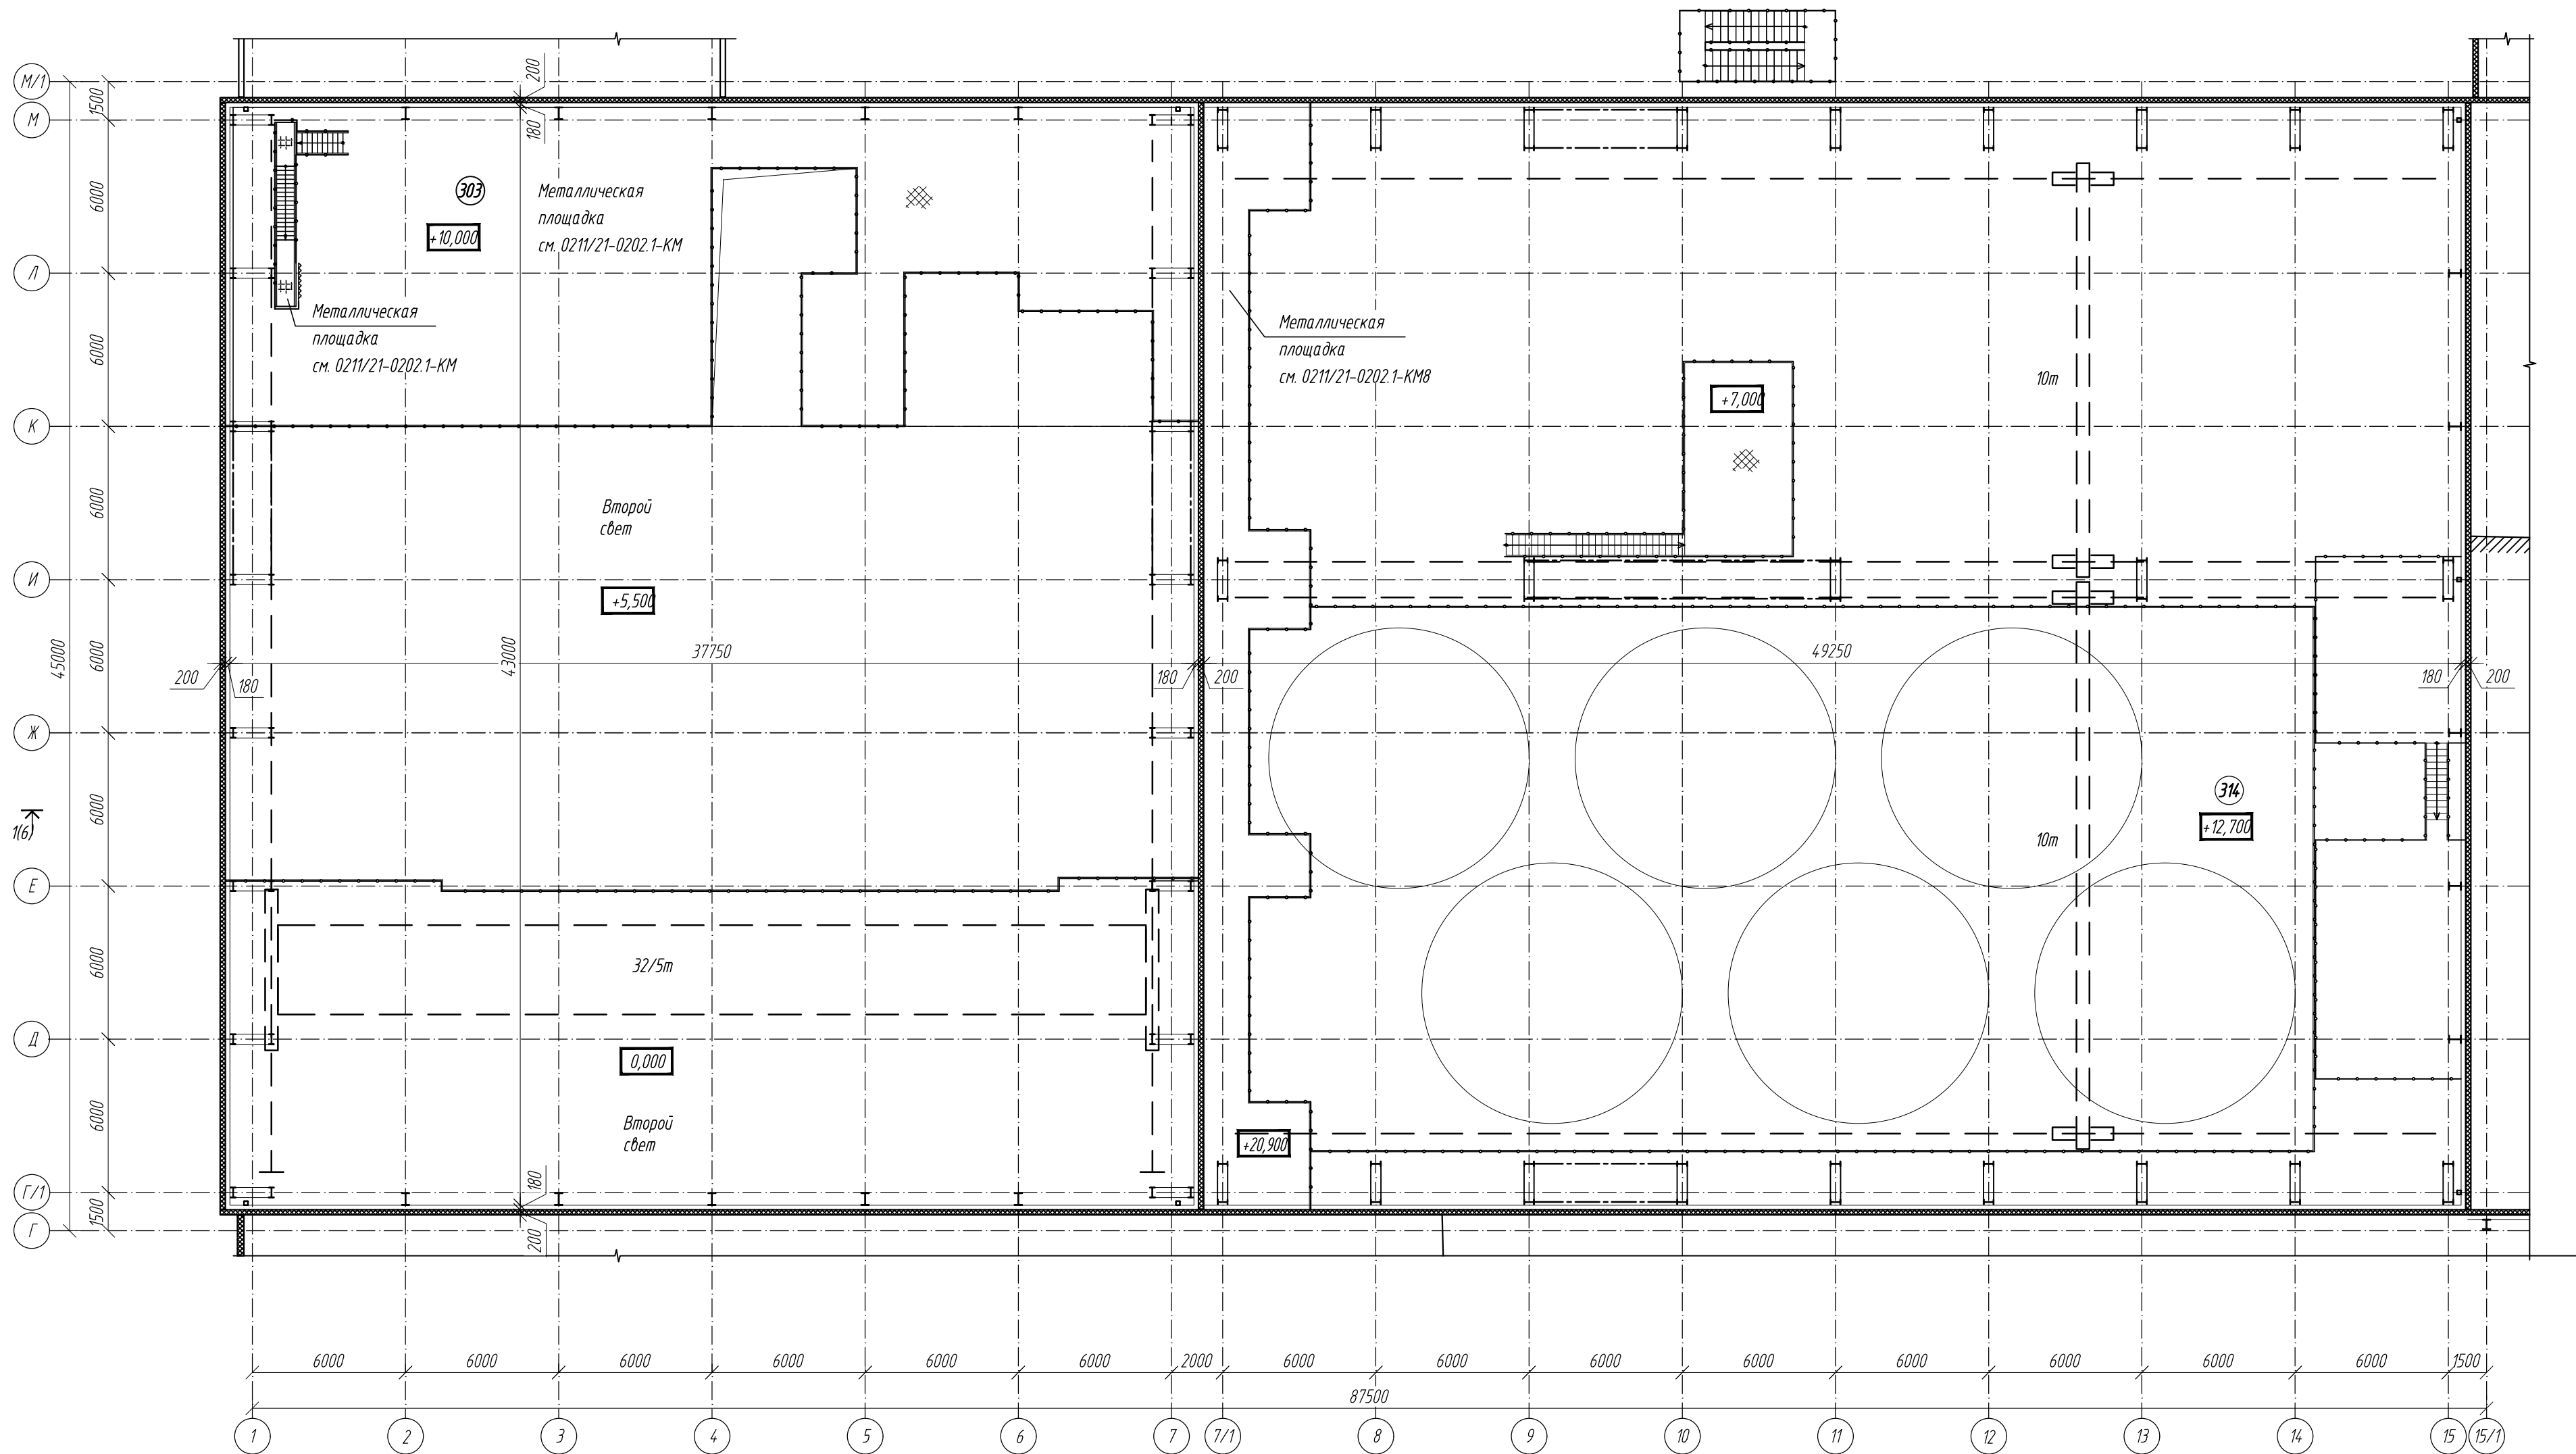 М/1
М
Л
К
И
Ж
Е
Д
Г/1
Г
1500
6000
6000
6000
6000
6000
6000
6000
1500
45000
1(6)
200
180
303
+10,000
Металлическая
площадка
см. 0211/21-0202.1-КМ
Металлическая
площадка
см. 0211/21-0202.1-КМ
Металлическая
площадка
см. 0211/21-0202.1-КМ8
+7,000
10т
Второй
свет
+5,500
43000
37750
49250
200
180
180
200
180
200
314
+12,700
10т
32/5т
0,000
Второй
свет
+20,900
180
200
6000
6000
6000
6000
6000
6000
2000
6000
6000
6000
6000
6000
6000
6000
6000
1500
87500
1
2
3
4
5
6
7
7/1
8
9
10
11
12
13
14
15
15/1